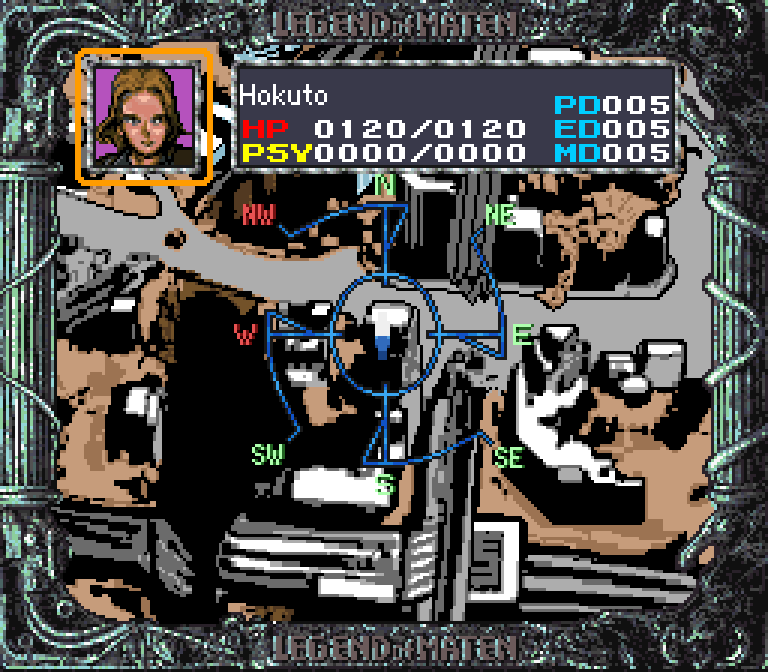 LEGEND OF MATEN
Hokuto
PD005
HP 0120/0120 ED005
PSY0000/0000 MD005
N
NW NE
W E
SW SE
S
LEGEND OF MATEN